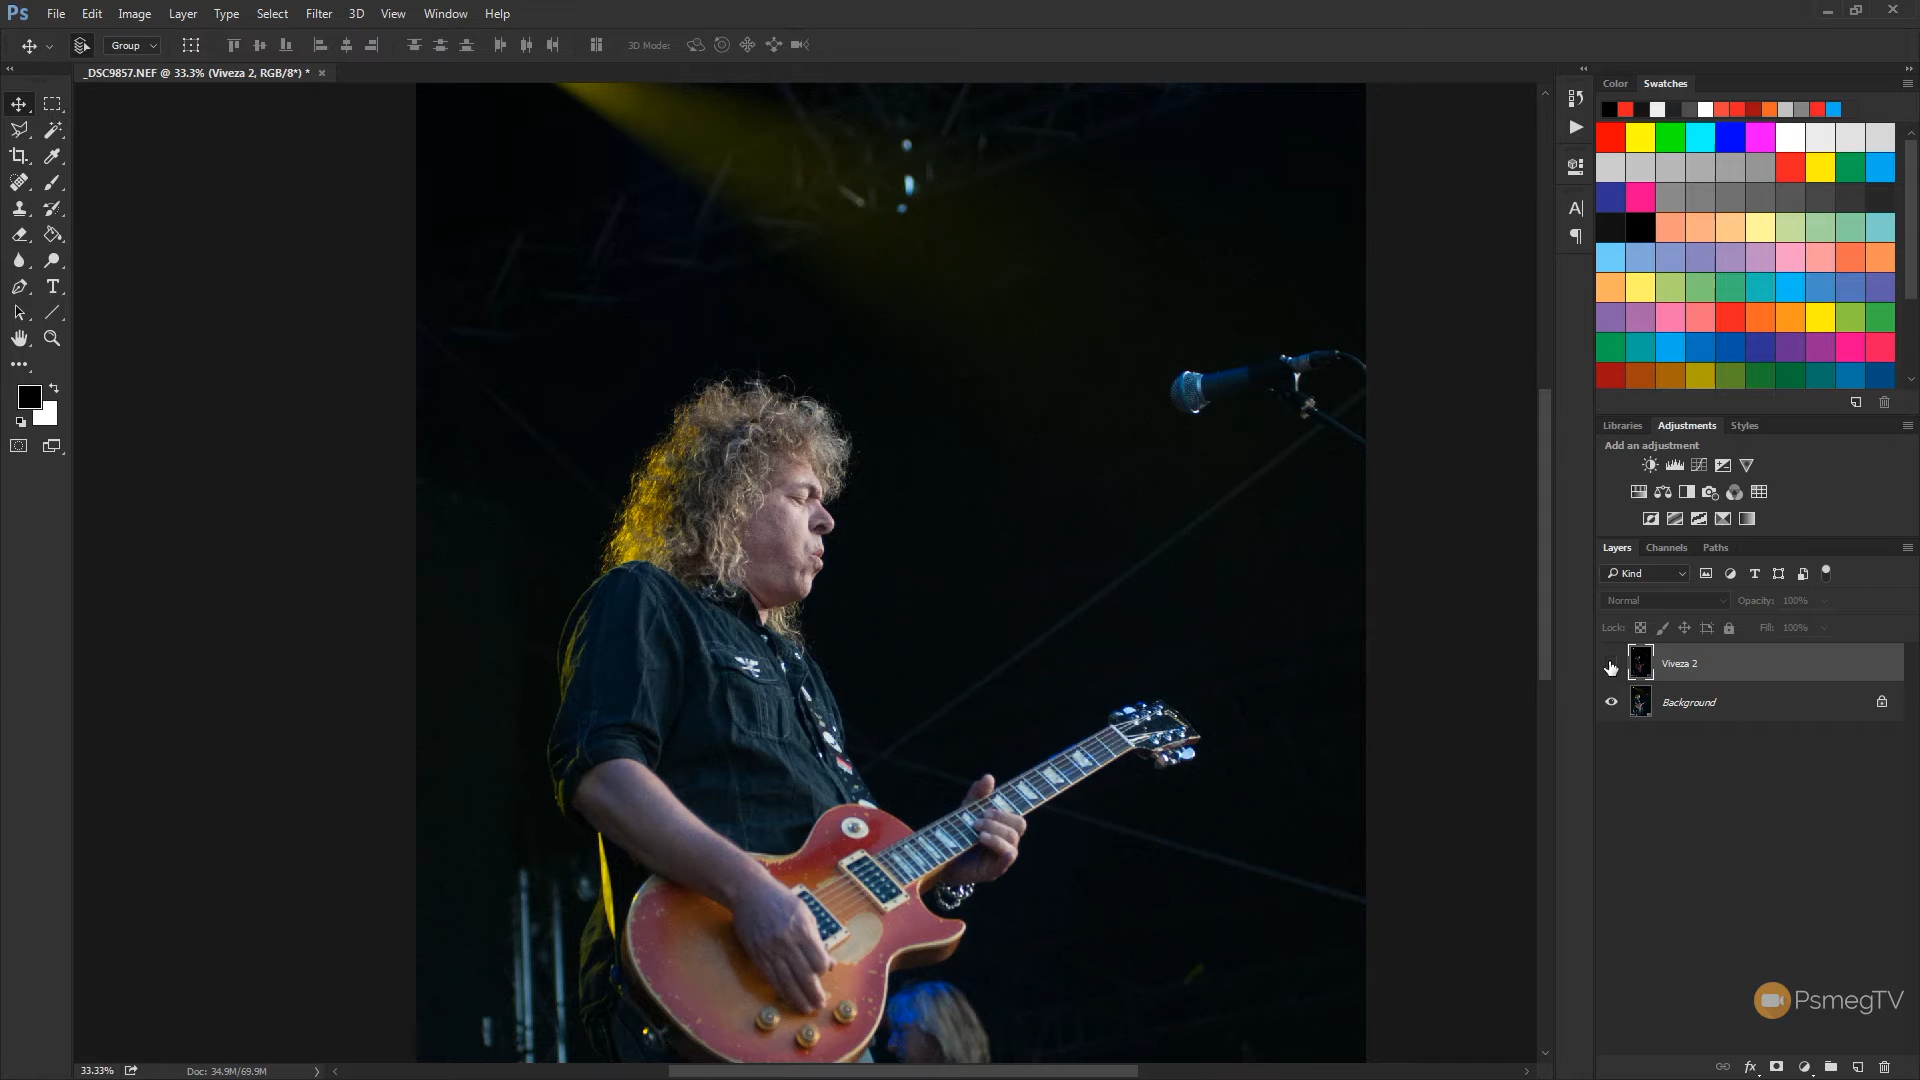 Ps File Edit Image Layer Type Select Filter 3D View Window Help
Group 3D Mode:
_DSC9857.NEF @ 33.3% (Viveza 2, RGB/8*) * ×
Color Swatches
Libraries Adjustments Styles
Add an adjustment
Layers Channels Paths
Kind
Normal Opacity: 100%
Lock: Fill: 100%
Viveza 2
Background
PsmegTV
33.33% Doc: 34.9M/69.9M